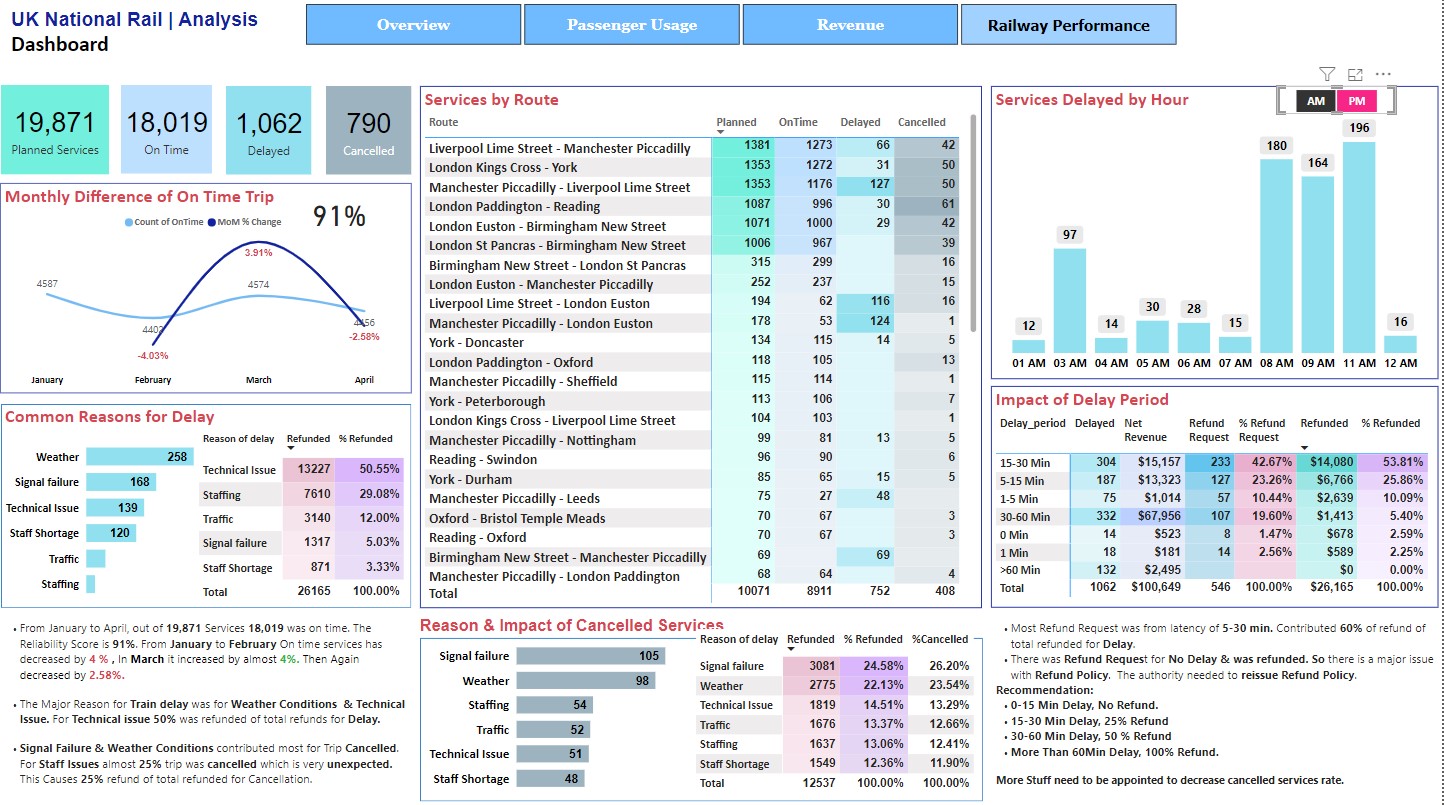 UK National Rail | Analysis
Dashboard
Overview
Passenger Usage
Revenue
Railway Performance
19,871
Planned Services
18,019
On Time
1,062
Delayed
790
Cancelled
Monthly Difference of On Time Trip
Count of OnTime MoM % Change
91%
3.91%
4587
4574
4402
4456
-2.58%
-4.03%
January February March April
Common Reasons for Delay
Weather 258
Signal failure 168
Technical Issue 139
Staff Shortage 120
Traffic
Staffing
Reason of delay Refunded % Refunded
Technical Issue 13227 50.55%
Staffing 7610 29.08%
Traffic 3140 12.00%
Signal failure 1317 5.03%
Staff Shortage 871 3.33%
Total 26165 100.00%
• From January to April, out of 19,871 Services 18,019 was on time. The
Reliability Score is 91%. From January to February On time services has
decreased by 4 % , In March it increased by almost 4%. Then Again
decreased by 2.58%.
• The Major Reason for Train delay was for Weather Conditions & Technical
Issue. For Technical issue 50% was refunded of total refunds for Delay.
• Signal Failure & Weather Conditions contributed most for Trip Cancelled.
For Staff Issues almost 25% trip was cancelled which is very unexpected.
This Causes 25% refund of total refunded for Cancellation.
Services by Route
Route Planned OnTime Delayed Cancelled
Liverpool Lime Street - Manchester Piccadilly 1381 1273 66 42
London Kings Cross - York 1353 1272 31 50
Manchester Piccadilly - Liverpool Lime Street 1353 1176 127 50
London Paddington - Reading 1087 996 30 61
London Euston - Birmingham New Street 1071 1000 29 42
London St Pancras - Birmingham New Street 1006 967 39
Birmingham New Street - London St Pancras 315 299 16
London Euston - Manchester Piccadilly 252 237 15
Liverpool Lime Street - London Euston 194 62 116 16
Manchester Piccadilly - London Euston 178 53 124 1
York - Doncaster 134 115 14 5
London Paddington - Oxford 118 105 13
Manchester Piccadilly - Sheffield 115 114 1
York - Peterborough 113 106 7
London Kings Cross - Liverpool Lime Street 104 103 1
Manchester Piccadilly - Nottingham 99 81 13 5
Reading - Swindon 96 90 6
York - Durham 85 65 15 5
Manchester Piccadilly - Leeds 75 27 48
Oxford - Bristol Temple Meads 70 67 3
Reading - Oxford 70 67 3
Birmingham New Street - Manchester Piccadilly 69 69
Manchester Piccadilly - London Paddington 68 64 4
Total 10071 8911 752 408
Reason & Impact of Cancelled Services
Signal failure 105
Weather 98
Staffing 54
Traffic 52
Technical Issue 51
Staff Shortage 48
Reason of delay Refunded % Refunded %Cancelled
Signal failure 3081 24.58% 26.20%
Weather 2775 22.13% 23.54%
Technical Issue 1819 14.51% 13.29%
Traffic 1676 13.37% 12.66%
Staffing 1637 13.06% 12.41%
Staff Shortage 1549 12.36% 11.90%
Total 12537 100.00% 100.00%
Services Delayed by Hour
AM PM
12 97 14 30 28 15 180 164 196 16
01 AM 03 AM 04 AM 05 AM 06 AM 07 AM 08 AM 09 AM 11 AM 12 AM
Impact of Delay Period
Delay_period Delayed Net Refund % Refund Refunded % Refunded
Revenue Request Request
15-30 Min 304 $15,157 233 42.67% $14,080 53.81%
5-15 Min 187 $13,323 127 23.26% $6,766 25.86%
1-5 Min 75 $1,014 57 10.44% $2,639 10.09%
30-60 Min 332 $67,956 107 19.60% $1,413 5.40%
0 Min 14 $523 8 1.47% $678 2.59%
1 Min 18 $181 14 2.56% $589 2.25%
>60 Min 132 $2,495 $0 0.00%
Total 1062 $100,649 546 100.00% $26,165 100.00%
• Most Refund Request was from latency of 5-30 min. Contributed 60% of refund of
total refunded for Delay.
• There was Refund Request for No Delay & was refunded. So there is a major issue
with Refund Policy. The authority needed to reissue Refund Policy.
Recommendation:
• 0-15 Min Delay, No Refund.
• 15-30 Min Delay, 25% Refund
• 30-60 Min Delay, 50 % Refund
• More Than 60Min Delay, 100% Refund.
More Stuff need to be appointed to decrease cancelled services rate.